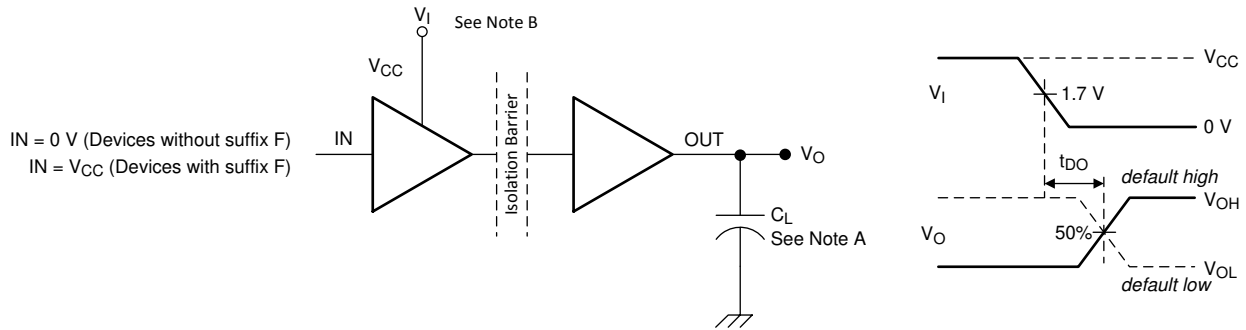 V_I
See Note B
V_CC
IN = 0 V (Devices without suffix F)
IN = V_CC (Devices with suffix F)
IN
Isolation Barrier
OUT
V_O
C_L
See Note A
V_CC
V_I
1.7 V
0 V
t_DO
default high
V_OH
V_O
50%
V_OL
default low